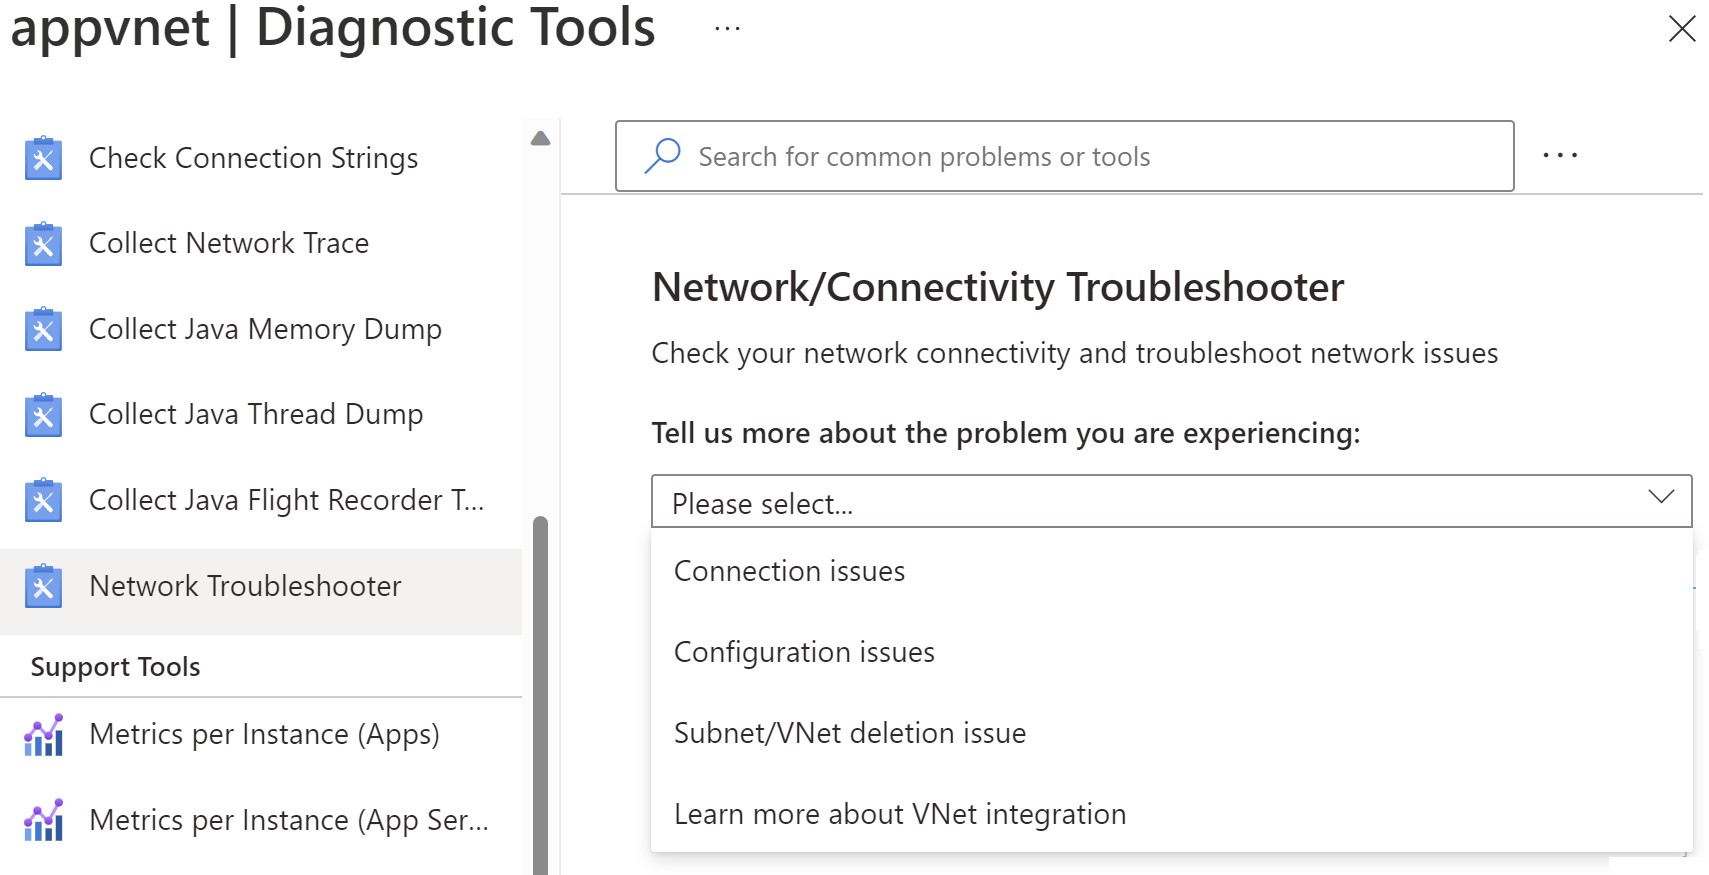 appvnet | Diagnostic Tools ...
Check Connection Strings
Collect Network Trace
Collect Java Memory Dump
Collect Java Thread Dump
Collect Java Flight Recorder T...
Network Troubleshooter
Support Tools
Metrics per Instance (Apps)
Metrics per Instance (App Ser...
Search for common problems or tools
Network/Connectivity Troubleshooter
Check your network connectivity and troubleshoot network issues
Tell us more about the problem you are experiencing:
Please select...
Connection issues
Configuration issues
Subnet/VNet deletion issue
Learn more about VNet integration